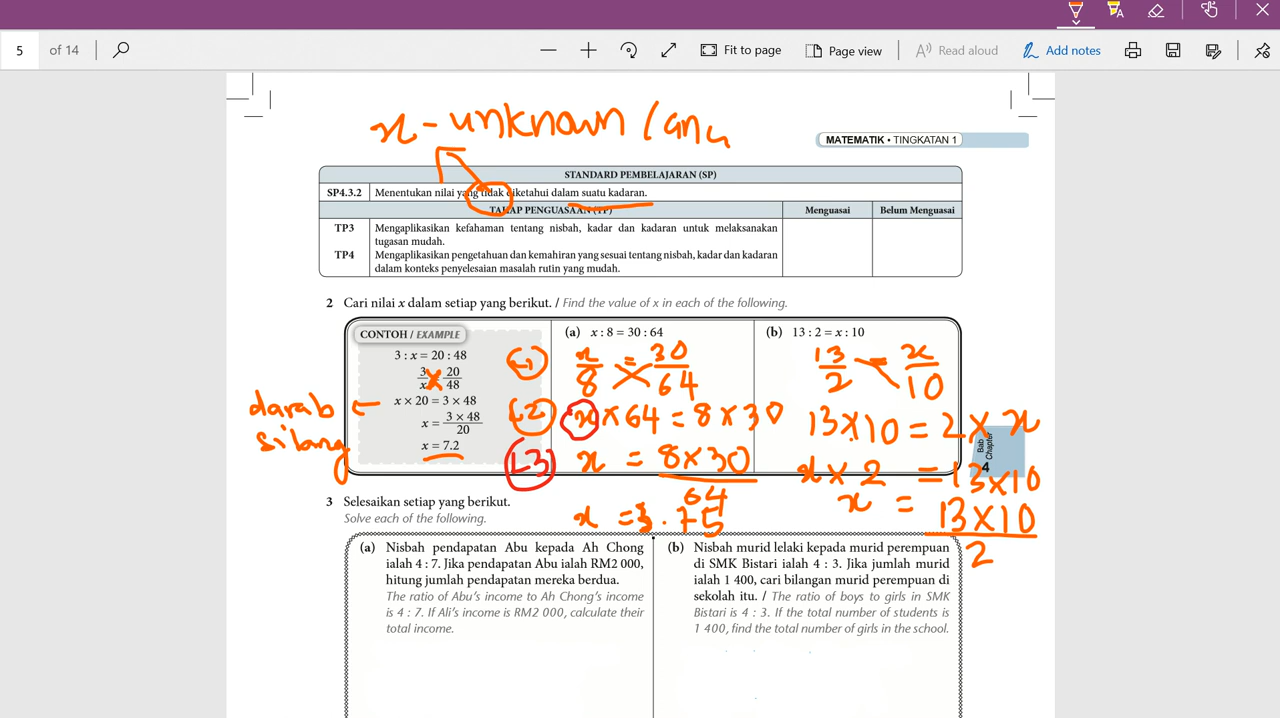 5 of 14 Fit to page Page view Read aloud Add notes
x - unknown / anu
MATEMATIK • TINGKATAN 1
STANDARD PEMBELAJARAN (SP)
SP4.3.2 Menentukan nilai yang tidak diketahui dalam suatu kadaran.
TAHAP PENGUASAAN (TP) Menguasai Belum Menguasai
TP3 Mengaplikasikan kefahaman tentang nisbah, kadar dan kadaran untuk melaksanakan
tugasan mudah.
TP4 Mengaplikasikan pengetahuan dan kemahiran yang sesuai tentang nisbah, kadar dan kadaran
dalam konteks penyelesaian masalah rutin yang mudah.
2 Cari nilai x dalam setiap yang berikut. / Find the value of x in each of the following.
CONTOH / EXAMPLE
3 : x = 20 : 48
3/x = 20/48
x × 20 = 3 × 48
x = 3 × 48 / 20
x = 7.2
darab
silang
L1
L2
L3
(a) x : 8 = 30 : 64
x/8 = 30/64
x × 64 = 8 × 30
x = 8 × 30 / 64
x = 3.75
(b) 13 : 2 = x : 10
13/2 = x/10
13 × 10 = 2 × x
x × 2 = 13 × 10
x = 13 × 10 / 2
Bab
Chapter
4
3 Selesaikan setiap yang berikut.
Solve each of the following.
(a) Nisbah pendapatan Abu kepada Ah Chong
ialah 4 : 7. Jika pendapatan Abu ialah RM2 000,
hitung jumlah pendapatan mereka berdua.
The ratio of Abu's income to Ah Chong's income
is 4 : 7. If Ali's income is RM2 000, calculate their
total income.
(b) Nisbah murid lelaki kepada murid perempuan
di SMK Bistari ialah 4 : 3. Jika jumlah murid
ialah 1 400, cari bilangan murid perempuan di
sekolah itu. / The ratio of boys to girls in SMK
Bistari is 4 : 3. If the total number of students is
1 400, find the total number of girls in the school.